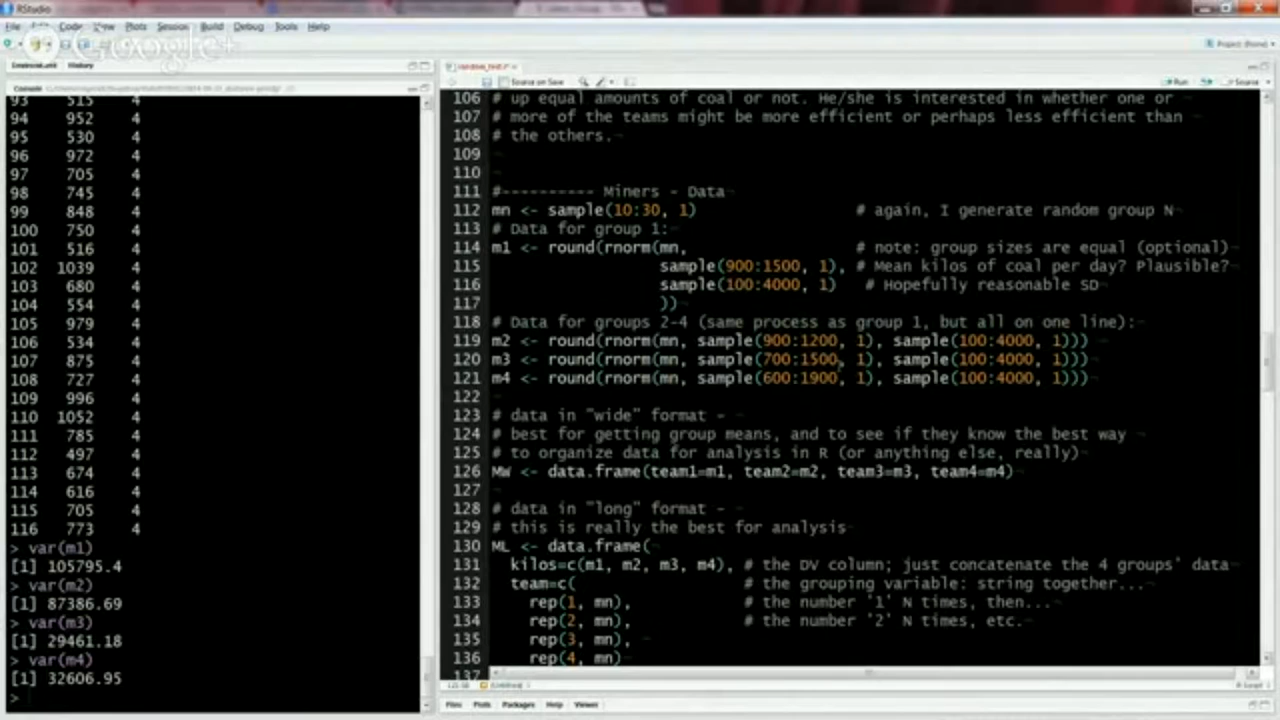 RStudio
File Code View Plots Session Build Debug Tools Help
Google+
Project: (None)
Environment History
Console
93 515 4
94 952 4
95 530 4
96 972 4
97 705 4
98 745 4
99 848 4
100 750 4
101 516 4
102 1039 4
103 680 4
104 554 4
105 979 4
106 534 4
107 875 4
108 727 4
109 996 4
110 1052 4
111 785 4
112 497 4
113 674 4
114 616 4
115 705 4
116 773 4
> var(m1)
[1] 105795.4
> var(m2)
[1] 87386.69
> var(m3)
[1] 29461.18
> var(m4)
[1] 32606.95
>
Source on Save Run Source
106 # up equal amounts of coal or not. He/she is interested in whether one or
107 # more of the teams might be more efficient or perhaps less efficient than
108 # the others.
109
110
111 #---------- Miners - Data
112 mn <- sample(10:30, 1) # again, I generate random group N
113 # Data for group 1:
114 m1 <- round(rnorm(mn, # note: group sizes are equal (optional)
115 sample(900:1500, 1), # Mean kilos of coal per day? Plausible?
116 sample(100:4000, 1) # Hopefully reasonable SD
117 ))
118 # Data for groups 2-4 (same process as group 1, but all on one line):
119 m2 <- round(rnorm(mn, sample(900:1200, 1), sample(100:4000, 1)))
120 m3 <- round(rnorm(mn, sample(700:1500, 1), sample(100:4000, 1)))
121 m4 <- round(rnorm(mn, sample(600:1900, 1), sample(100:4000, 1)))
122
123 # data in "wide" format -
124 # best for getting group means, and to see if they know the best way
125 # to organize data for analysis in R (or anything else, really)
126 MW <- data.frame(team1=m1, team2=m2, team3=m3, team4=m4)
127
128 # data in "long" format -
129 # this is really the best for analysis
130 ML <- data.frame(
131 kilos=c(m1, m2, m3, m4), # the DV column; just concatenate the 4 groups' data
132 team=c( # the grouping variable: string together...
133 rep(1, mn), # the number '1' N times, then...
134 rep(2, mn), # the number '2' N times, etc.
135 rep(3, mn),
136 rep(4, mn)
137
Files Plots Packages Help Viewer